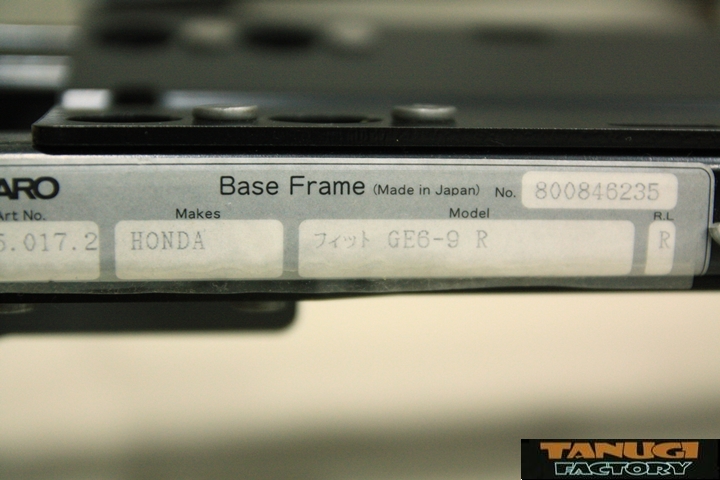 ARO Base Frame (Made in Japan) No. 800846235
Art No. Makes Model R.L
5.017.2 HONDA フィット GE6-9 R R
TANUGI
FACTORY